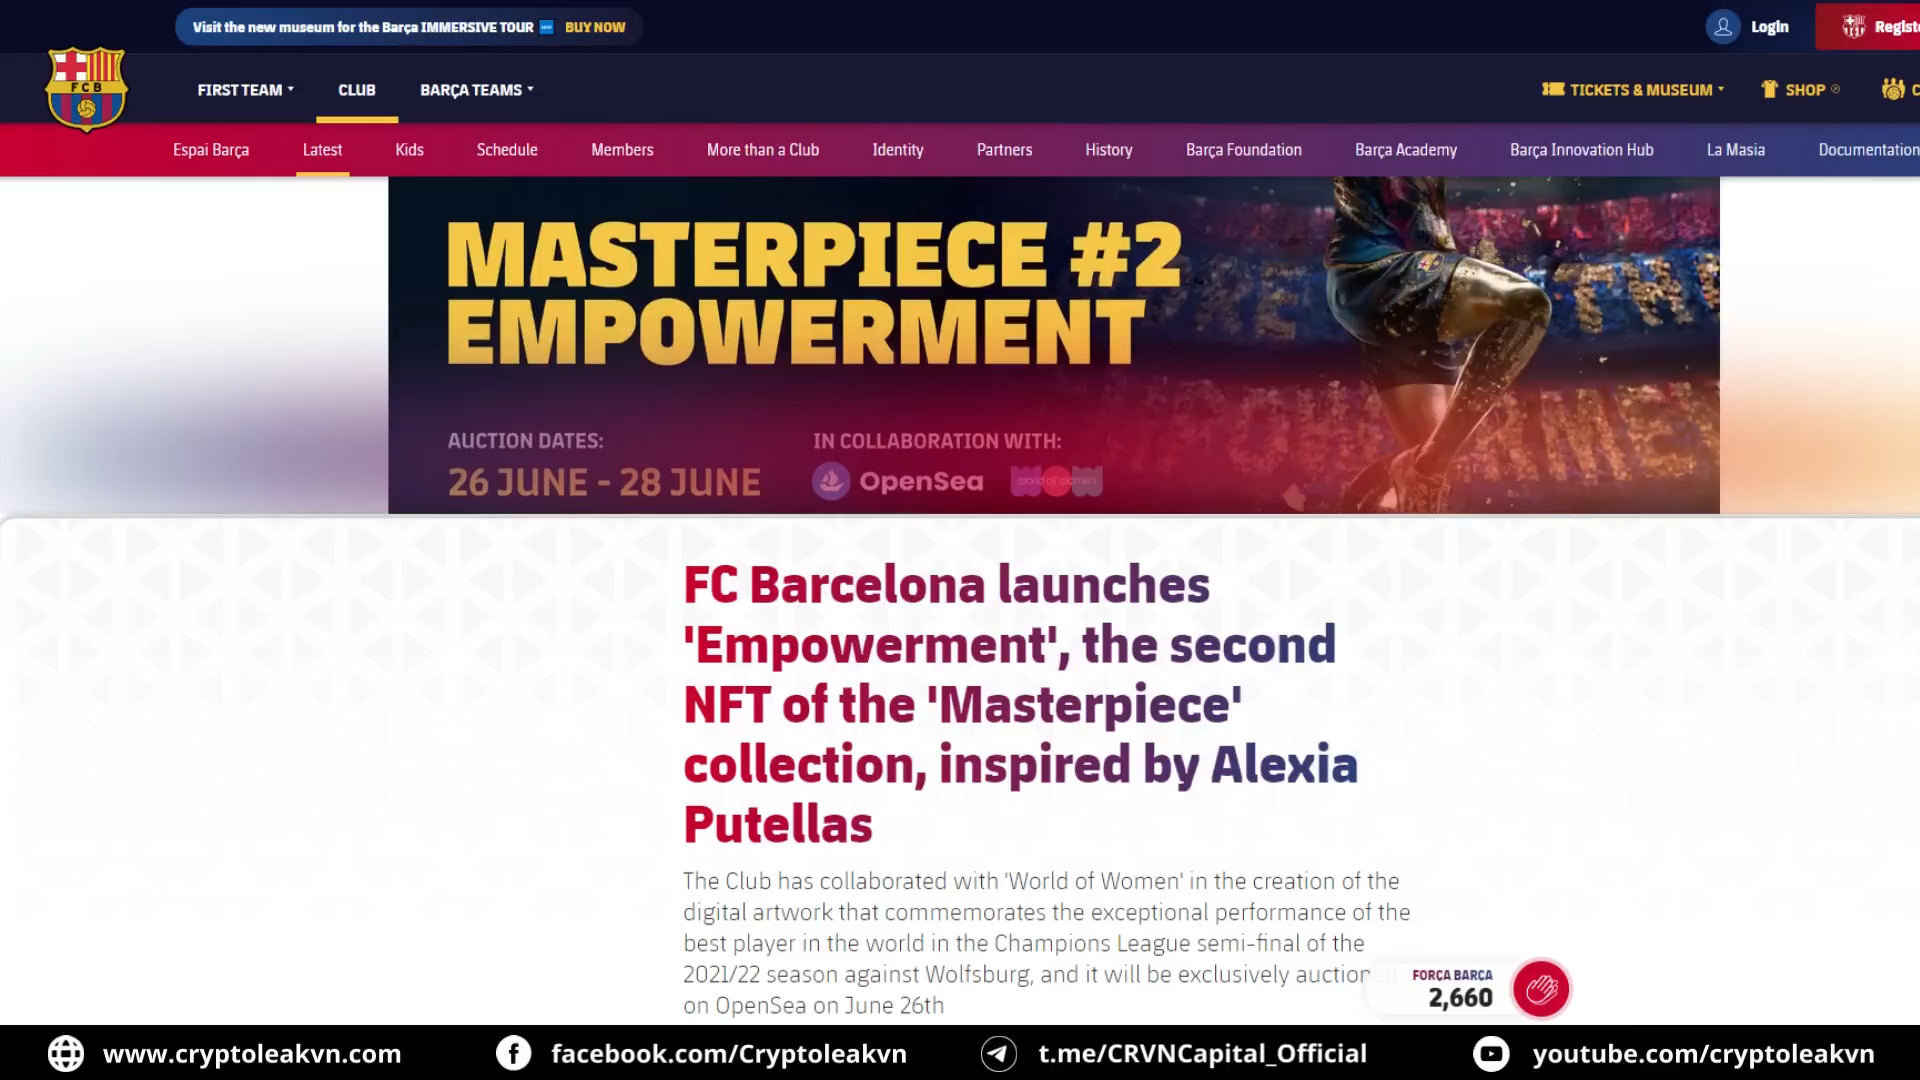 Visit the new museum for the Barça IMMERSIVE TOUR BUY NOW
Login
FCB
FIRST TEAM CLUB BARÇA TEAMS
TICKETS & MUSEUM SHOP
Espai Barça Latest Kids Schedule Members More than a Club Identity Partners History Barça Foundation Barça Academy Barça Innovation Hub La Masia Documentation
MASTERPIECE #2
EMPOWERMENT
AUCTION DATES:
26 JUNE - 28 JUNE
IN COLLABORATION WITH:
OpenSea world of women
FC Barcelona launches
'Empowerment', the second
NFT of the 'Masterpiece'
collection, inspired by Alexia
Putellas
The Club has collaborated with 'World of Women' in the creation of the
digital artwork that commemorates the exceptional performance of the
best player in the world in the Champions League semi-final of the
2021/22 season against Wolfsburg, and it will be exclusively auctioned
on OpenSea on June 26th
FORÇA BARÇA
2,660
www.cryptoleakvn.com facebook.com/Cryptoleakvn t.me/CRVNCapital_Official youtube.com/cryptoleakvn